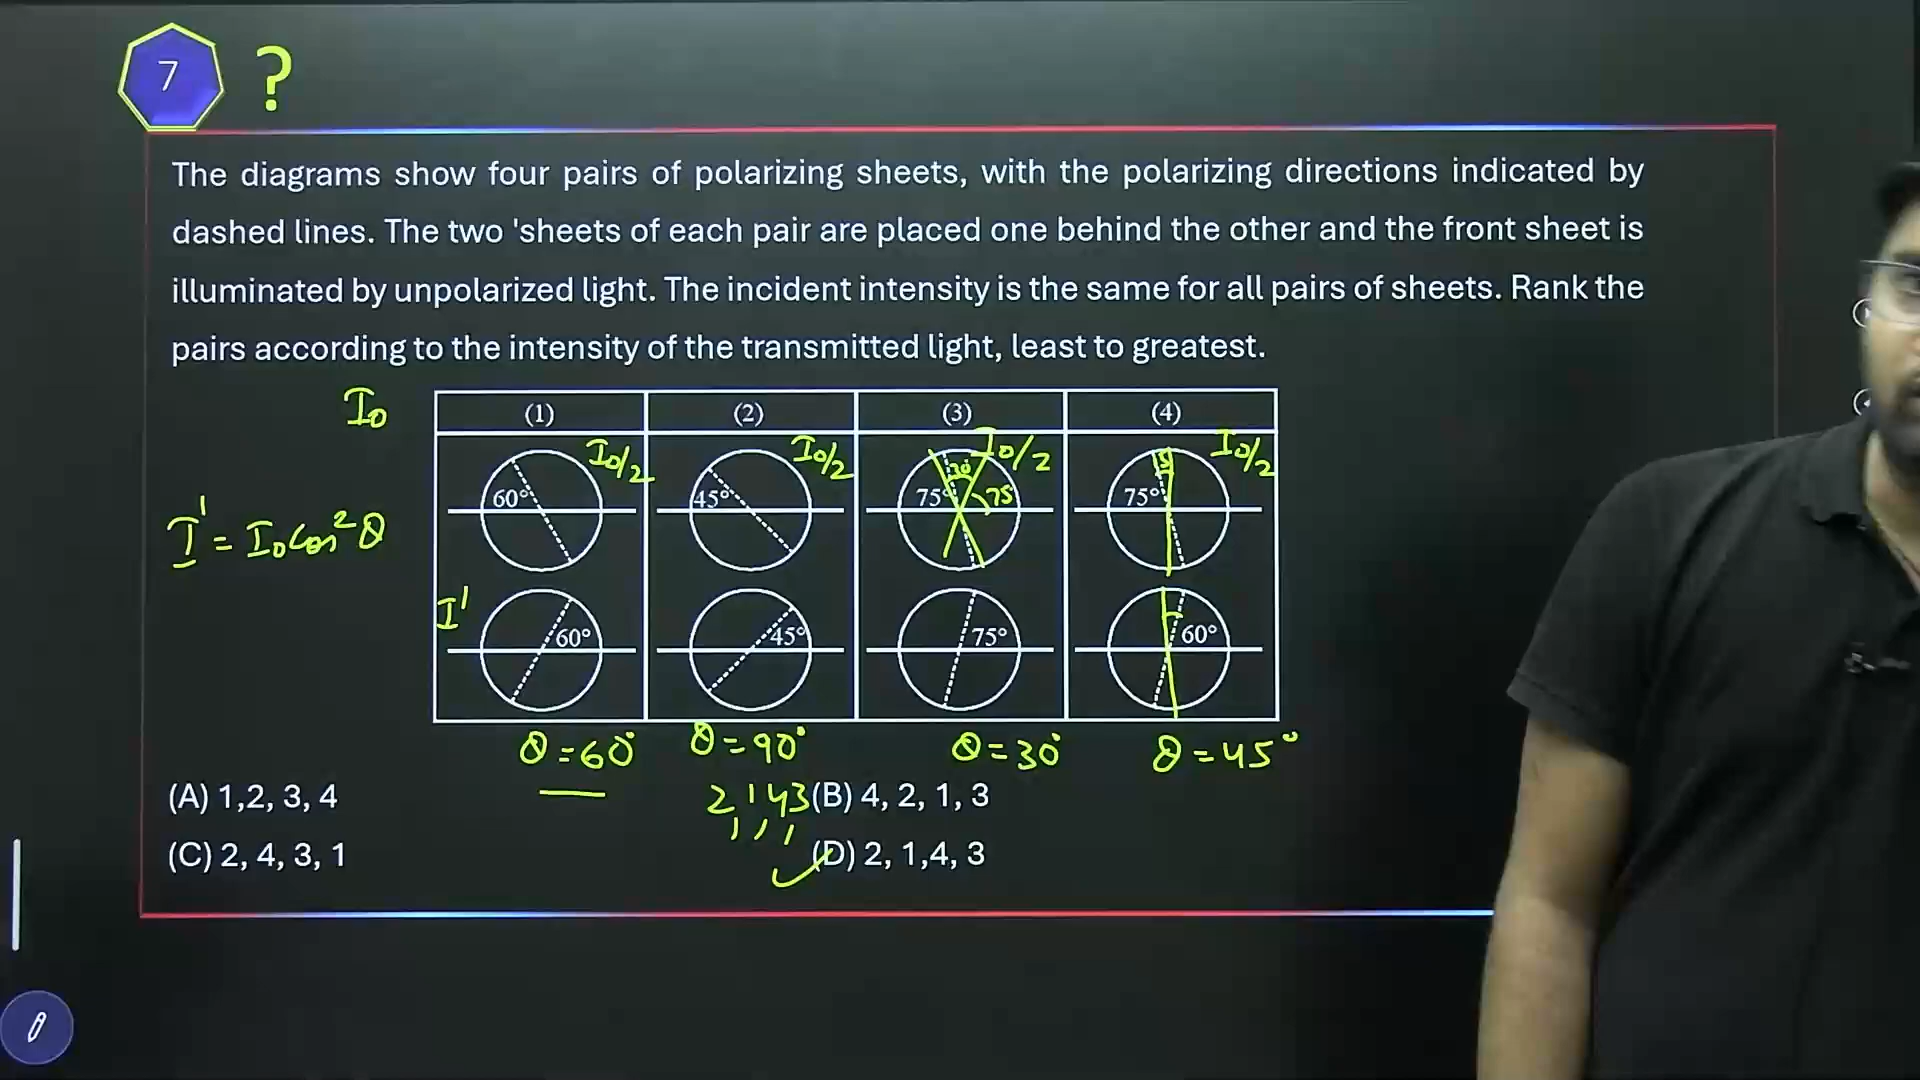 7 ?
The diagrams show four pairs of polarizing sheets, with the polarizing directions indicated by
dashed lines. The two 'sheets of each pair are placed one behind the other and the front sheet is
illuminated by unpolarized light. The incident intensity is the same for all pairs of sheets. Rank the
pairs according to the intensity of the transmitted light, least to greatest.
I₀
(1) (2) (3) (4)
I₀/2 I₀/2 I₀/2 I₀/2
60° 45° 75° 30 75 75° 15
I' = I₀cos²θ
I'
60° 45° 75° 60°
θ = 60° θ = 90° θ = 30° θ = 45°
(A) 1,2, 3, 4 2, 1, 4, 3 (B) 4, 2, 1, 3
(C) 2, 4, 3, 1 (D) 2, 1,4, 3